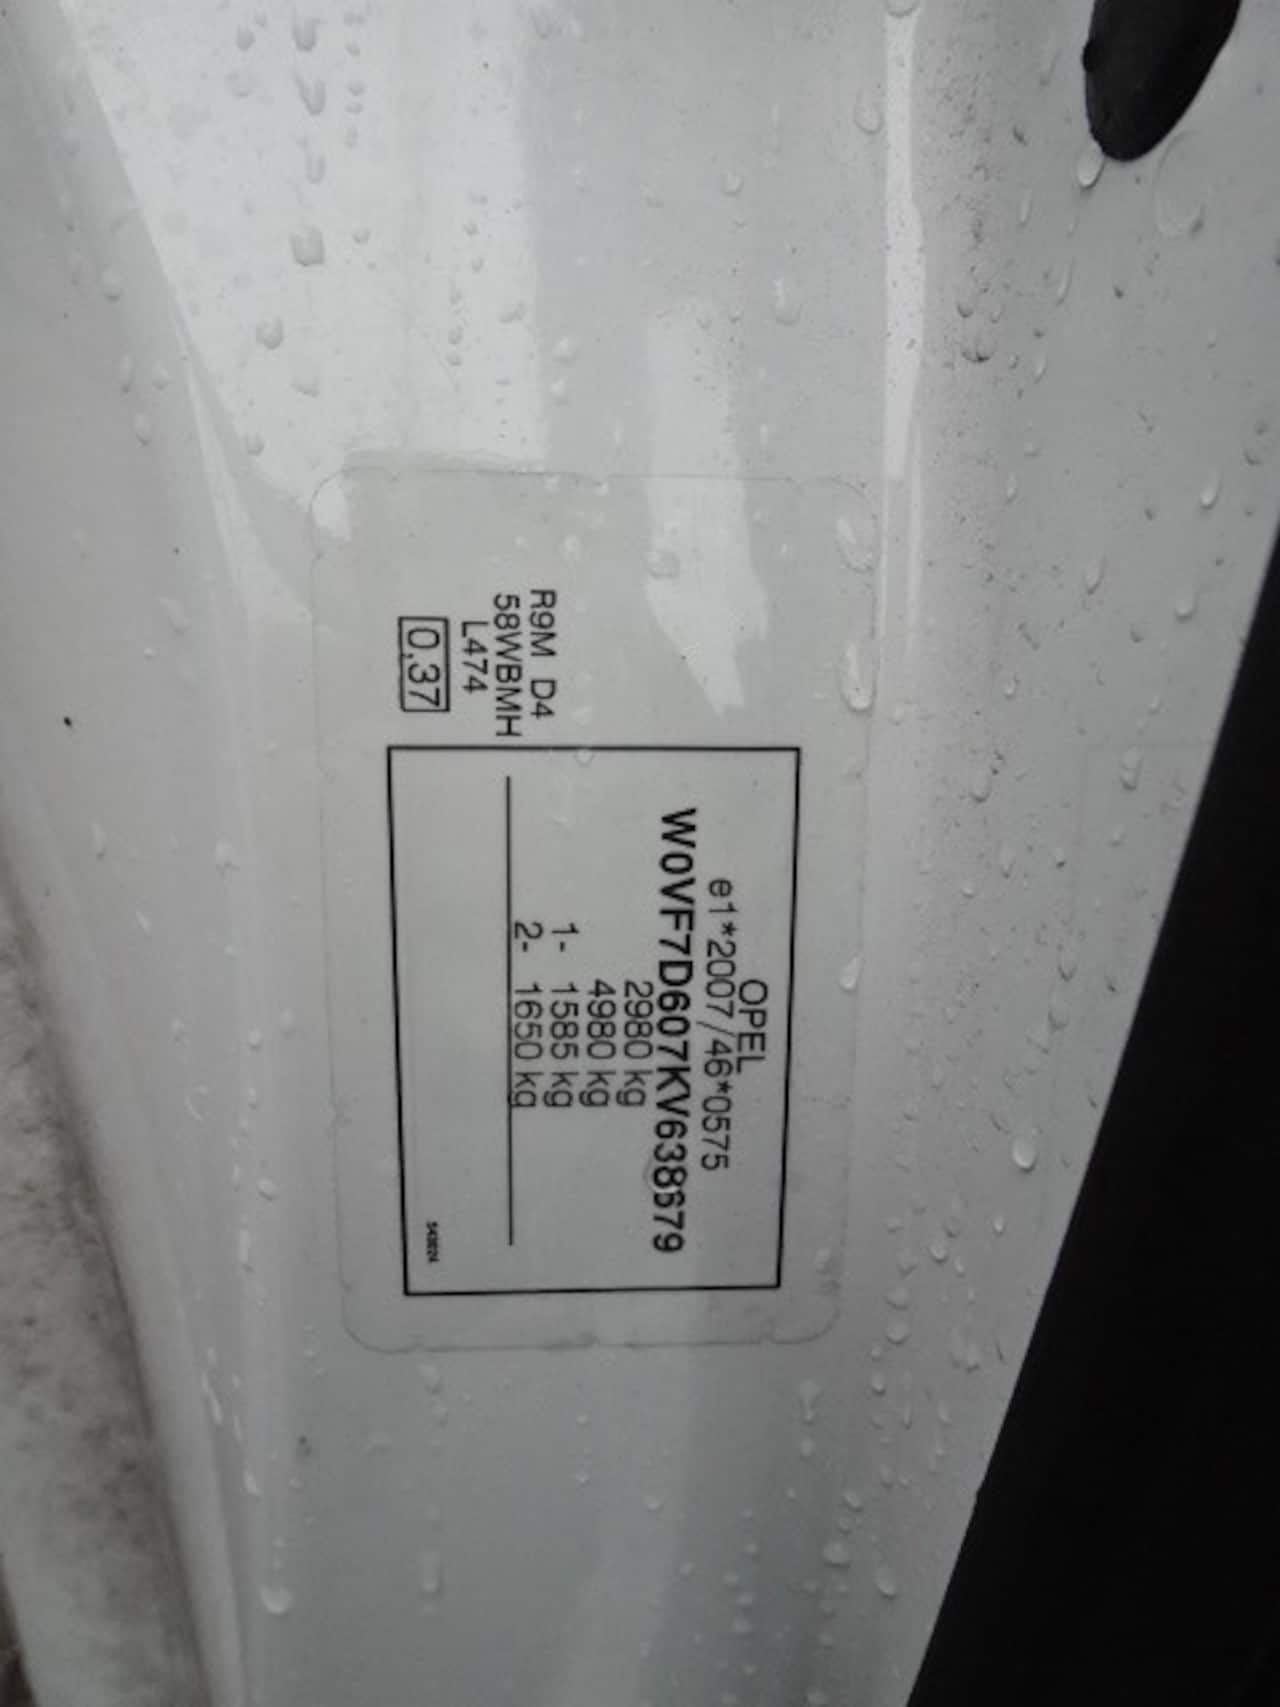 R9M D4
58WBMH
L474
0,37
OPEL
e1*2007/46*0575
W0VF7D607KV638679
2980 kg
4980 kg
1- 1585 kg
2- 1650 kg